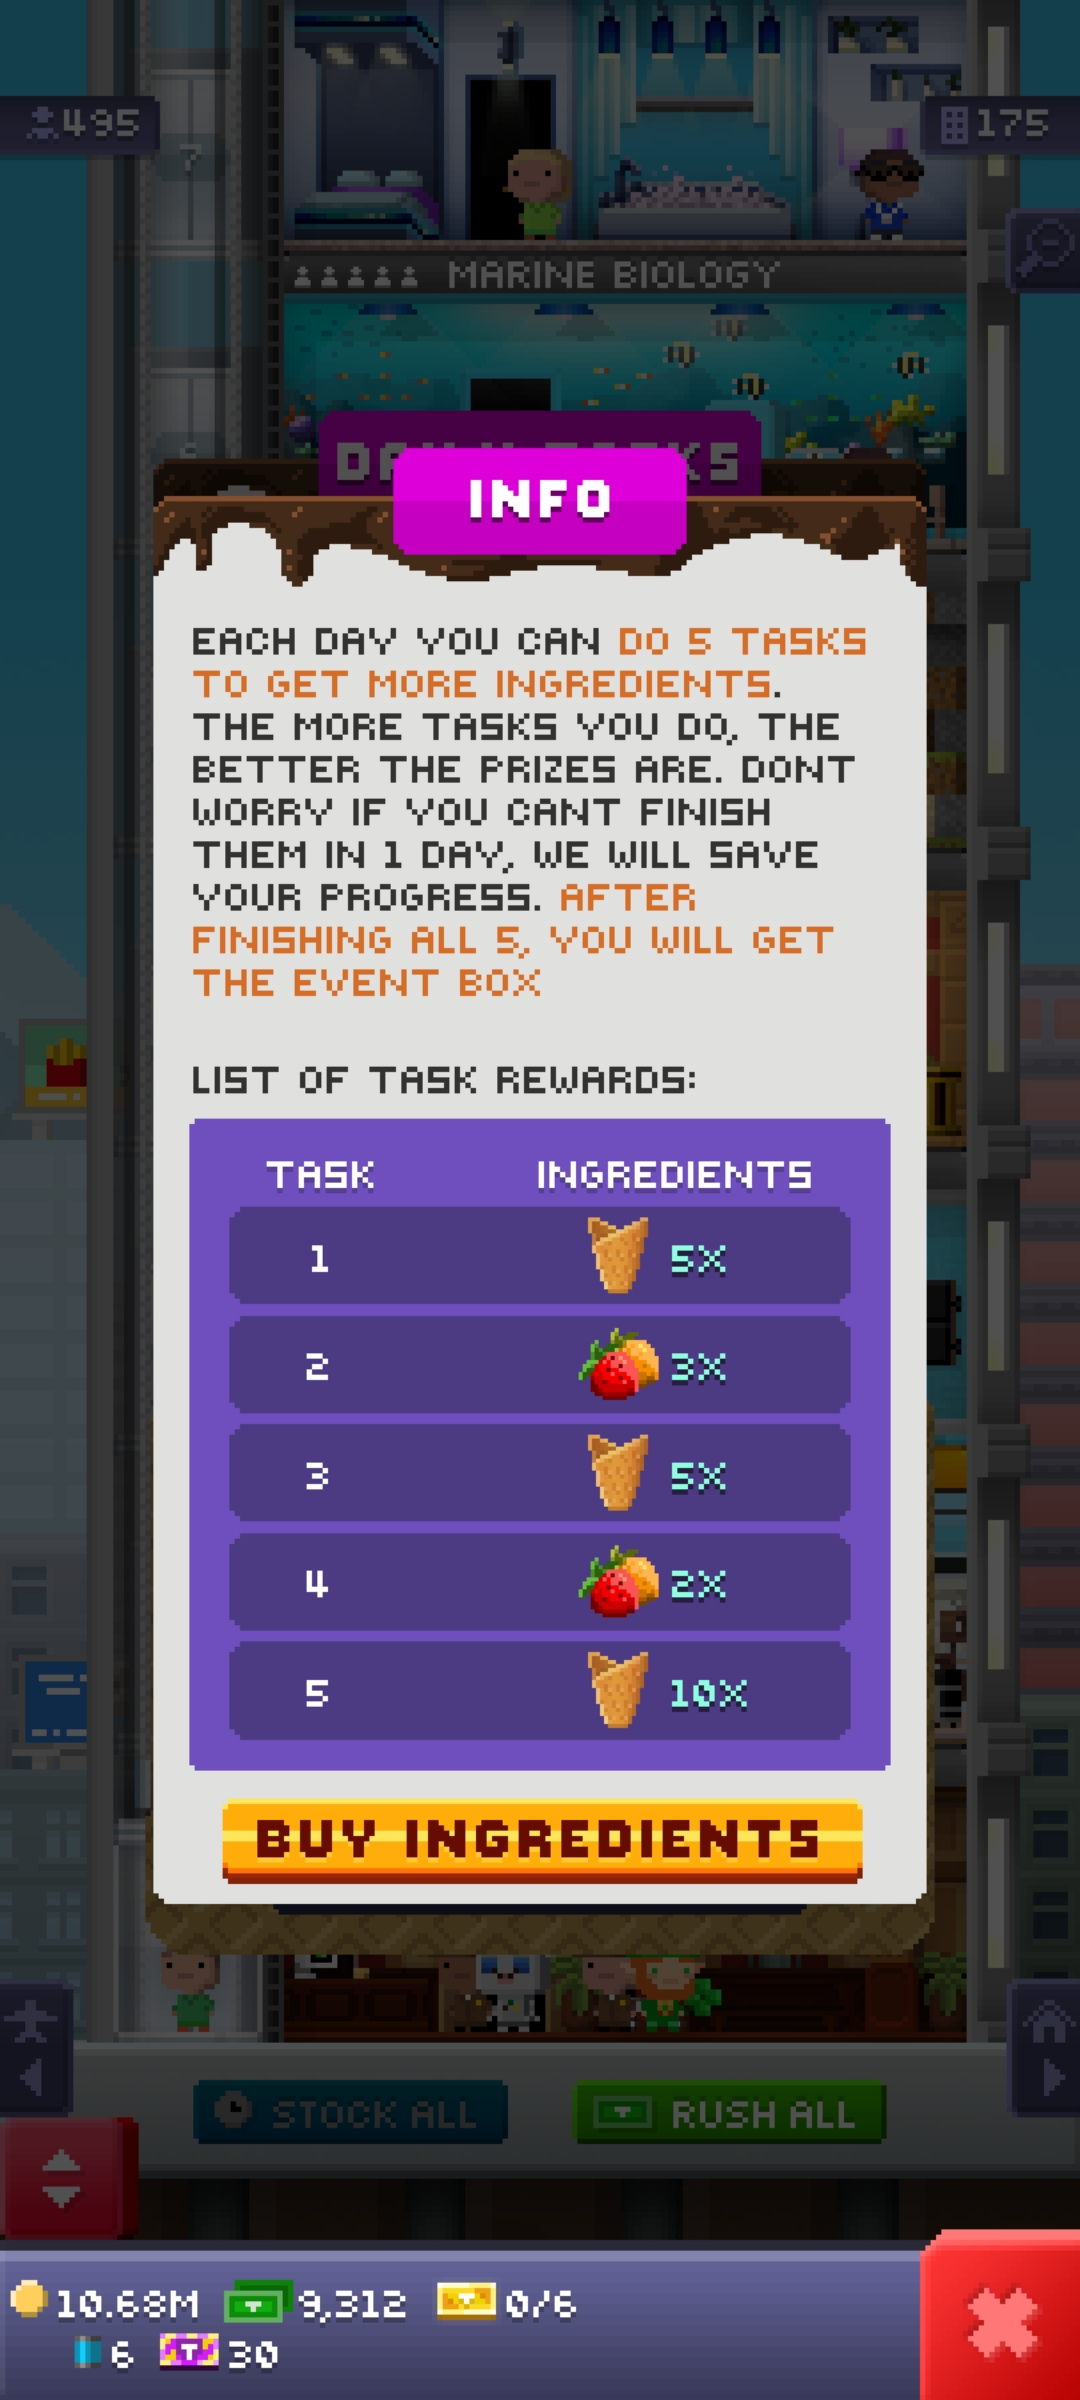 495
175
7
MARINE BIOLOGY
INFO
EACH DAY YOU CAN DO 5 TASKS
TO GET MORE INGREDIENTS.
THE MORE TASKS YOU DO, THE
BETTER THE PRIZES ARE. DONT
WORRY IF YOU CANT FINISH
THEM IN 1 DAY, WE WILL SAVE
YOUR PROGRESS. AFTER
FINISHING ALL 5, YOU WILL GET
THE EVENT BOX
LIST OF TASK REWARDS:
TASK INGREDIENTS
1 5X
2 3X
3 5X
4 2X
5 10X
BUY INGREDIENTS
STOCK ALL RUSH ALL
10.68M 9,312 0/6
6 30